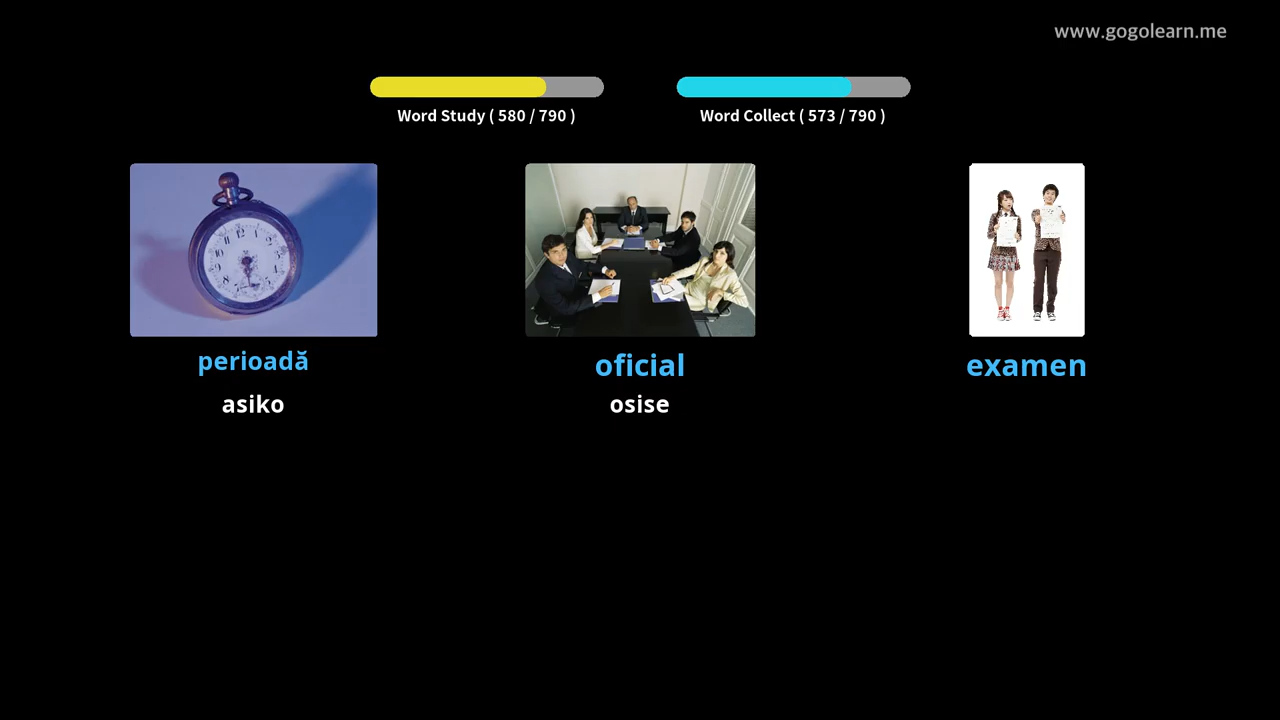 www.gogolearn.me
Word Study ( 580 / 790 )
Word Collect ( 573 / 790 )
perioadă
oficial
examen
asiko
osise